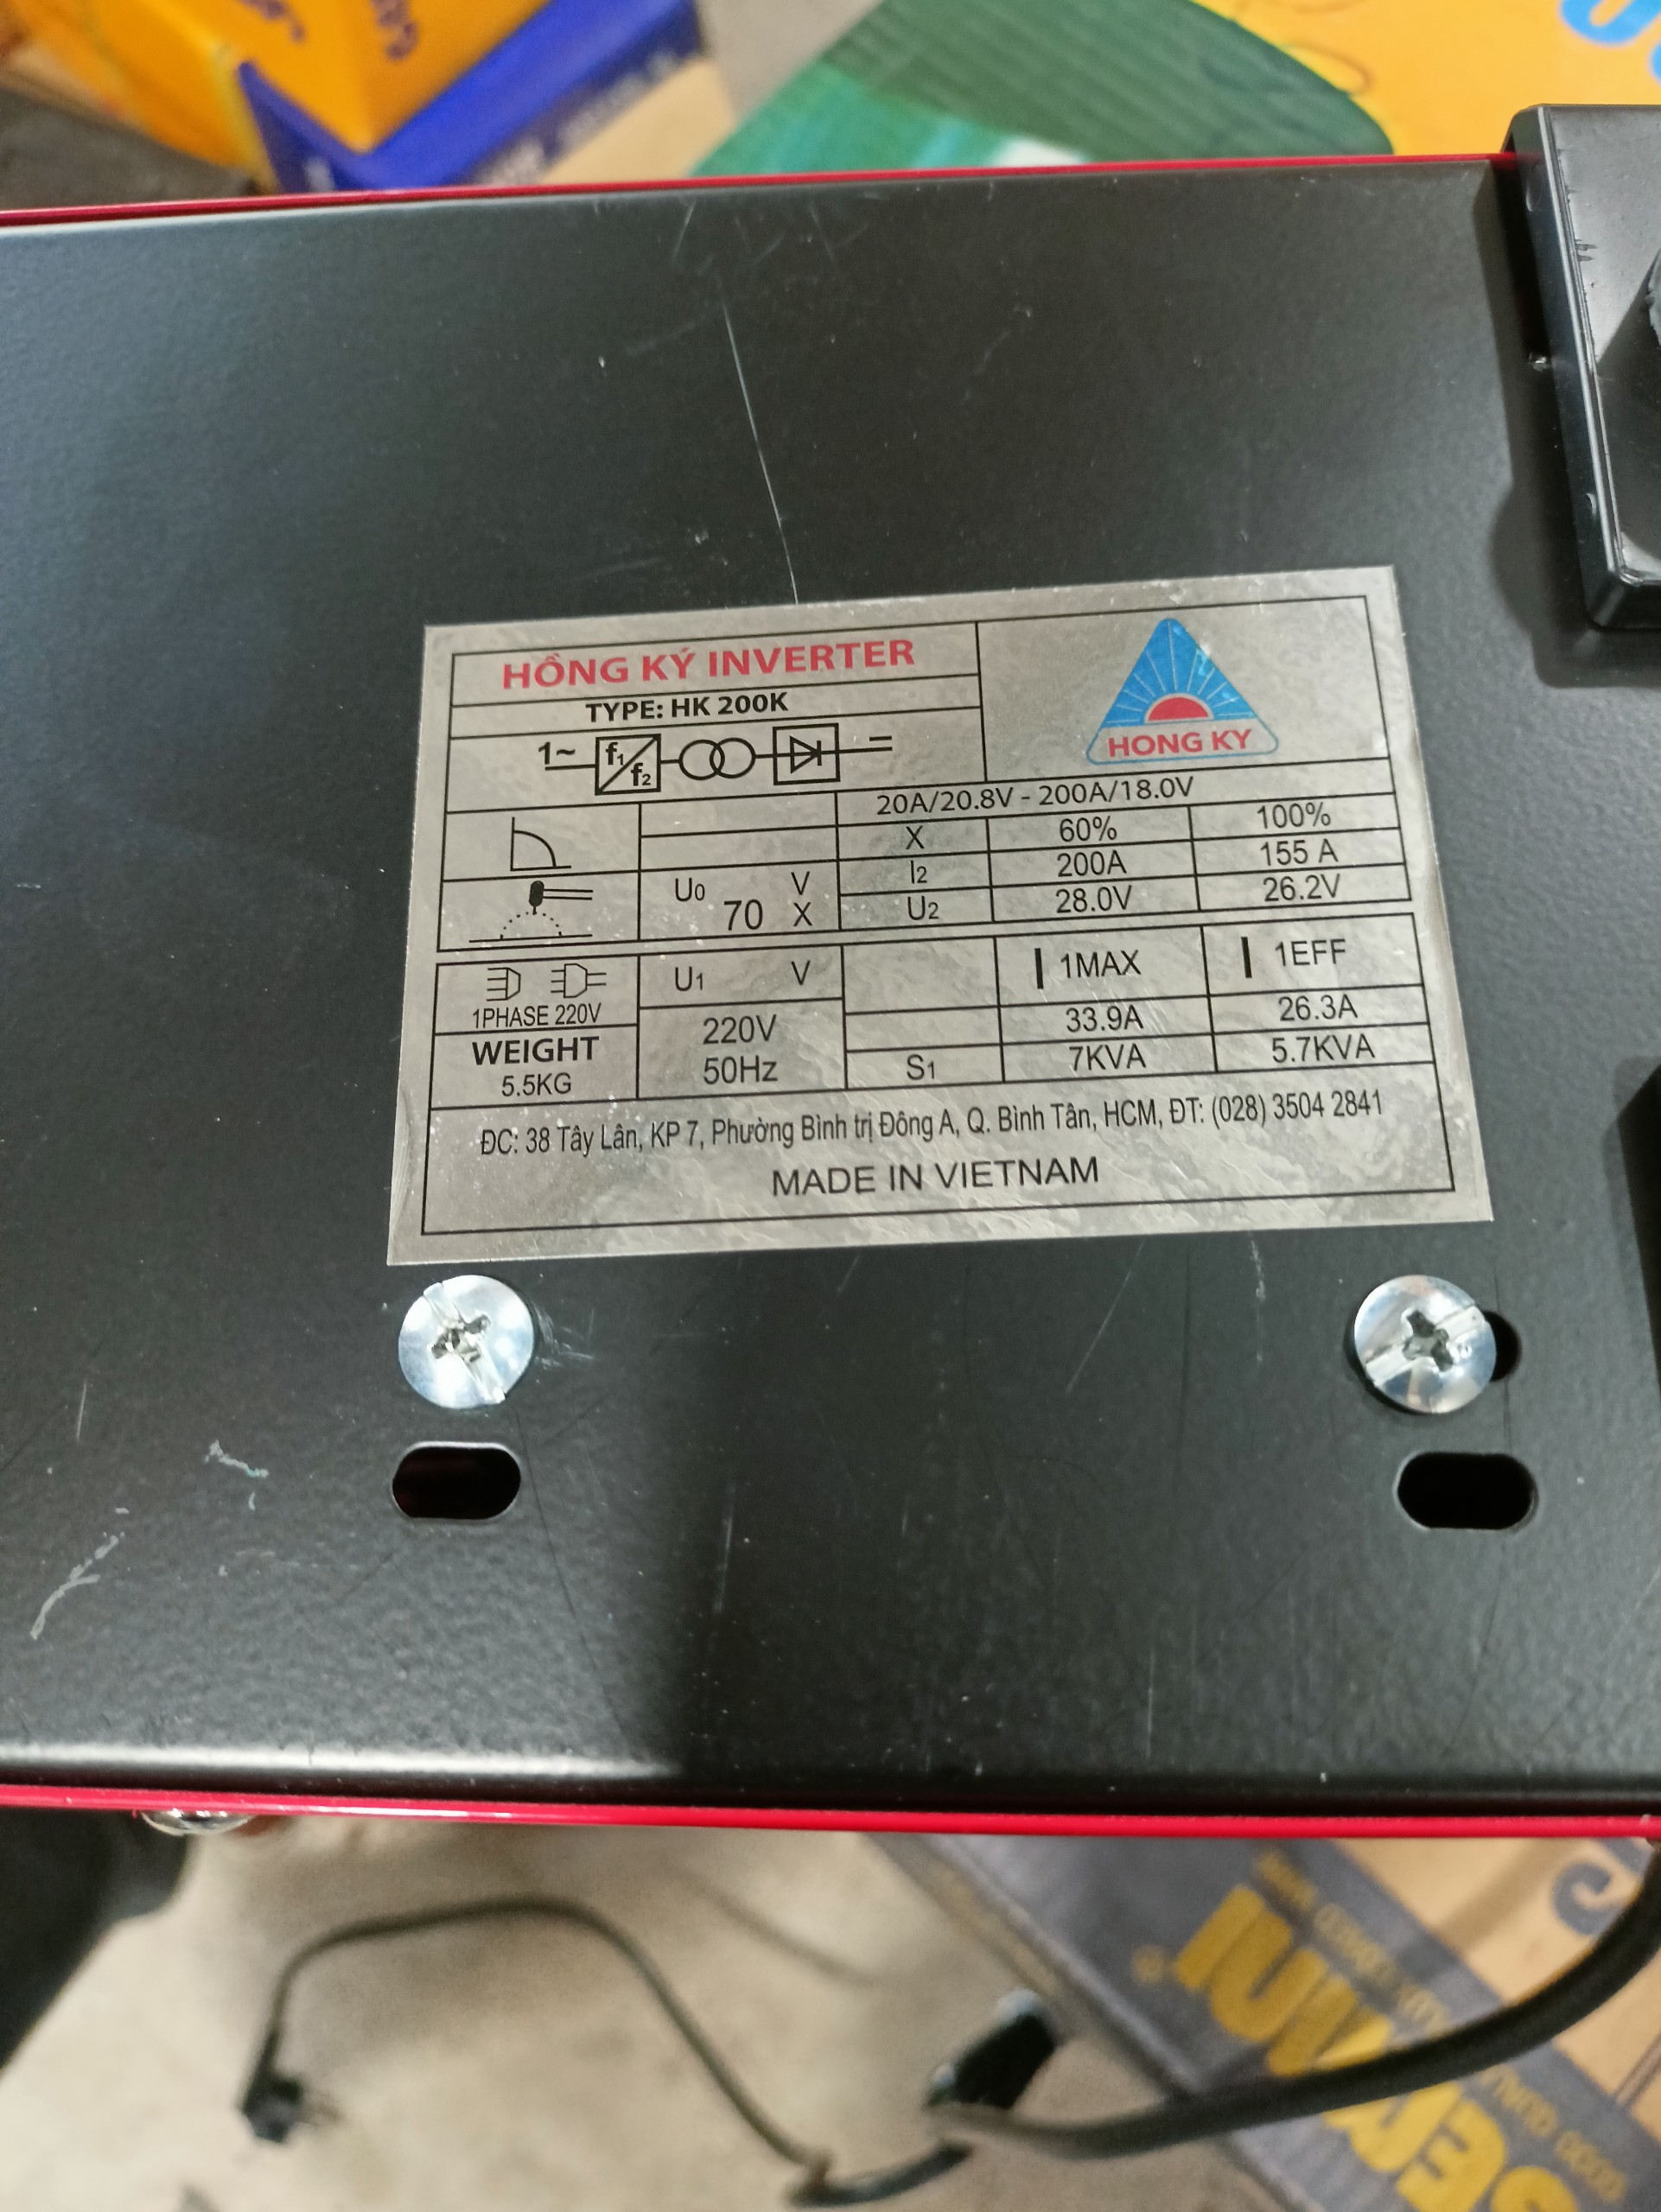 HỒNG KÝ INVERTER
TYPE: HK 200K
1~ f1 f2 =
HONG KY
20A/20.8V - 200A/18.0V
X 60% 100%
I2 200A 155 A
U0 V
70 X
U2 28.0V 26.2V
1PHASE 220V
U1 V
I 1MAX I 1EFF
220V
50Hz
33.9A 26.3A
WEIGHT
5.5KG
S1 7KVA 5.7KVA
ĐC: 38 Tây Lân, KP 7, Phường Bình trị Đông A, Q. Bình Tân, HCM, ĐT: (028) 3504 2841
MADE IN VIETNAM